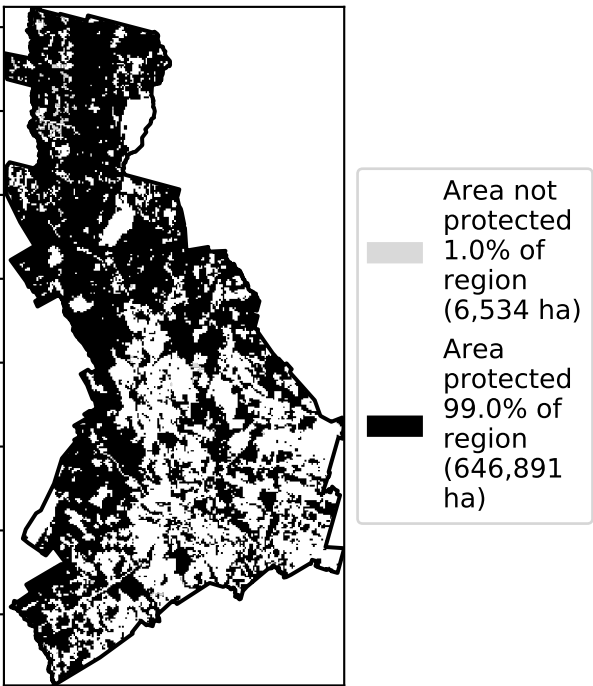 Area not
protected
1.0% of
region
(6,534 ha)
Area
protected
99.0% of
region
(646,891
ha)